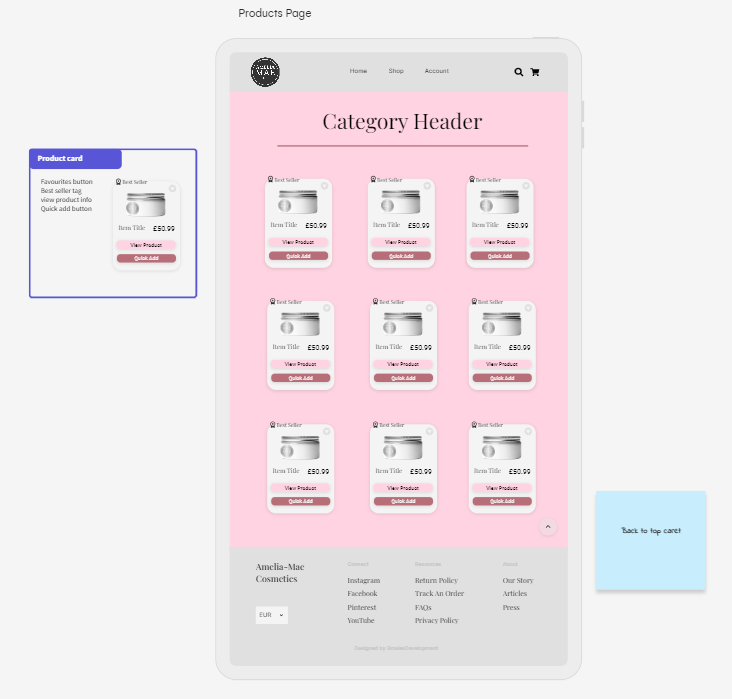 Products Page
AMELIA
MAE
Home Shop Account
Category Header
Product card
Favourites button
Best seller tag
view product info
Quick add button
Best Seller
Item Title £50.99
View Product
Quick Add
Best Seller Best Seller Best Seller
Item Title £50.99 Item Title £50.99 Item Title £50.99
View Product View Product View Product
Quick Add Quick Add Quick Add
Best Seller Best Seller Best Seller
Item Title £50.99 Item Title £50.99 Item Title £50.99
View Product View Product View Product
Quick Add Quick Add Quick Add
Best Seller Best Seller Best Seller
Item Title £50.99 Item Title £50.99 Item Title £50.99
View Product View Product View Product
Quick Add Quick Add Quick Add
Back to top caret
Amelia-Mae
Cosmetics
EUR
Connect
Instagram
Facebook
Pinterest
YouTube
Resources
Return Policy
Track An Order
FAQs
Privacy Policy
About
Our Story
Articles
Press
Designed by